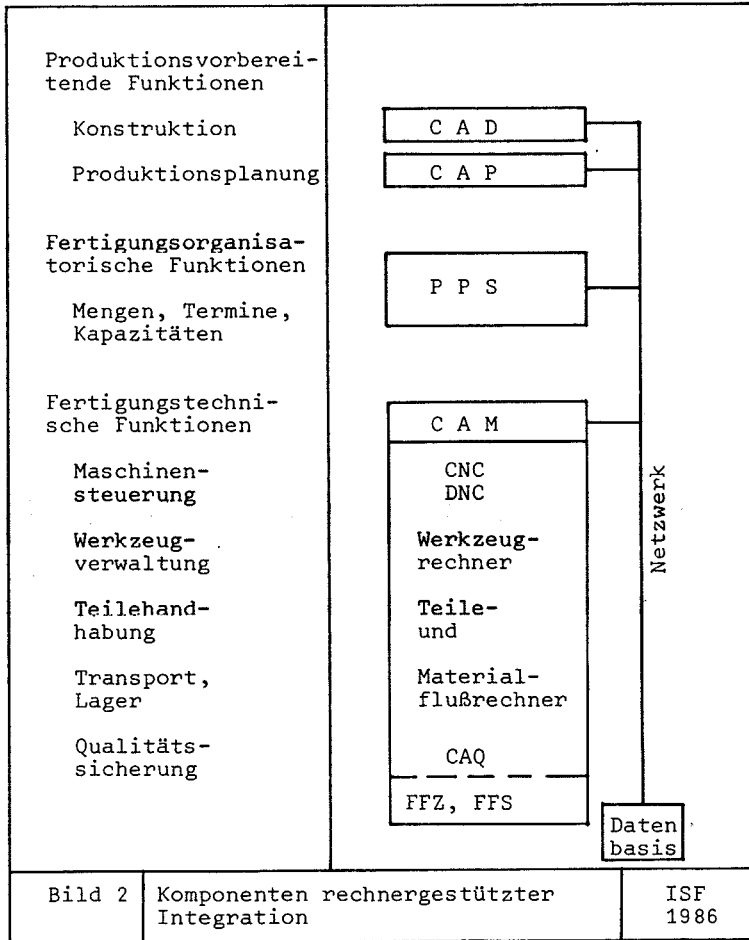 Produktionsvorberei-
tende Funktionen
Konstruktion
C A D
Produktionsplanung
C A P
Fertigungsorganisa-
torische Funktionen
P P S
Mengen, Termine,
Kapazitäten
Fertigungstechni-
sche Funktionen
C A M
Maschinen-
steuerung
CNC
DNC
Werkzeug-
verwaltung
Werkzeug-
rechner
Teilehand-
habung
Teile-
und
Transport,
Lager
Material-
flußrechner
Qualitäts-
sicherung
CAQ
FFZ, FFS
Netzwerk
Daten
basis
Bild 2
Komponenten rechnergestützter
Integration
ISF
1986